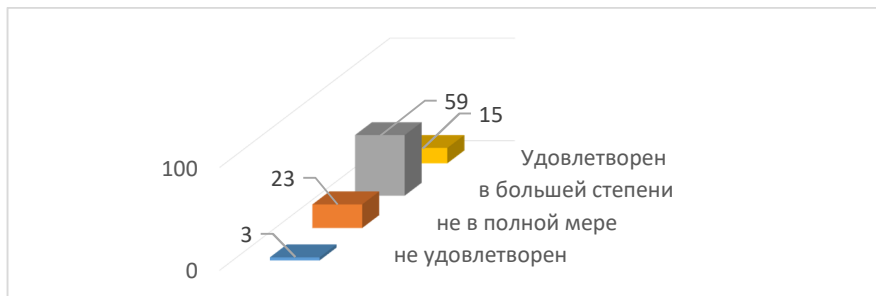 59
15
100
Удовлетворен
23
в большей степени
не в полной мере
3
не удовлетворен
0